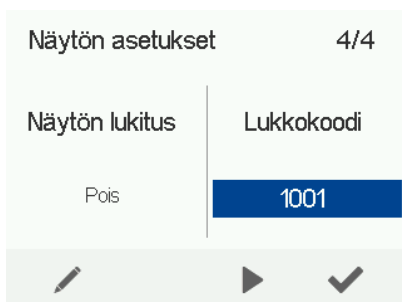 Näytön asetukset 4/4
Näytön lukitus
Lukkokoodi
Pois
1001